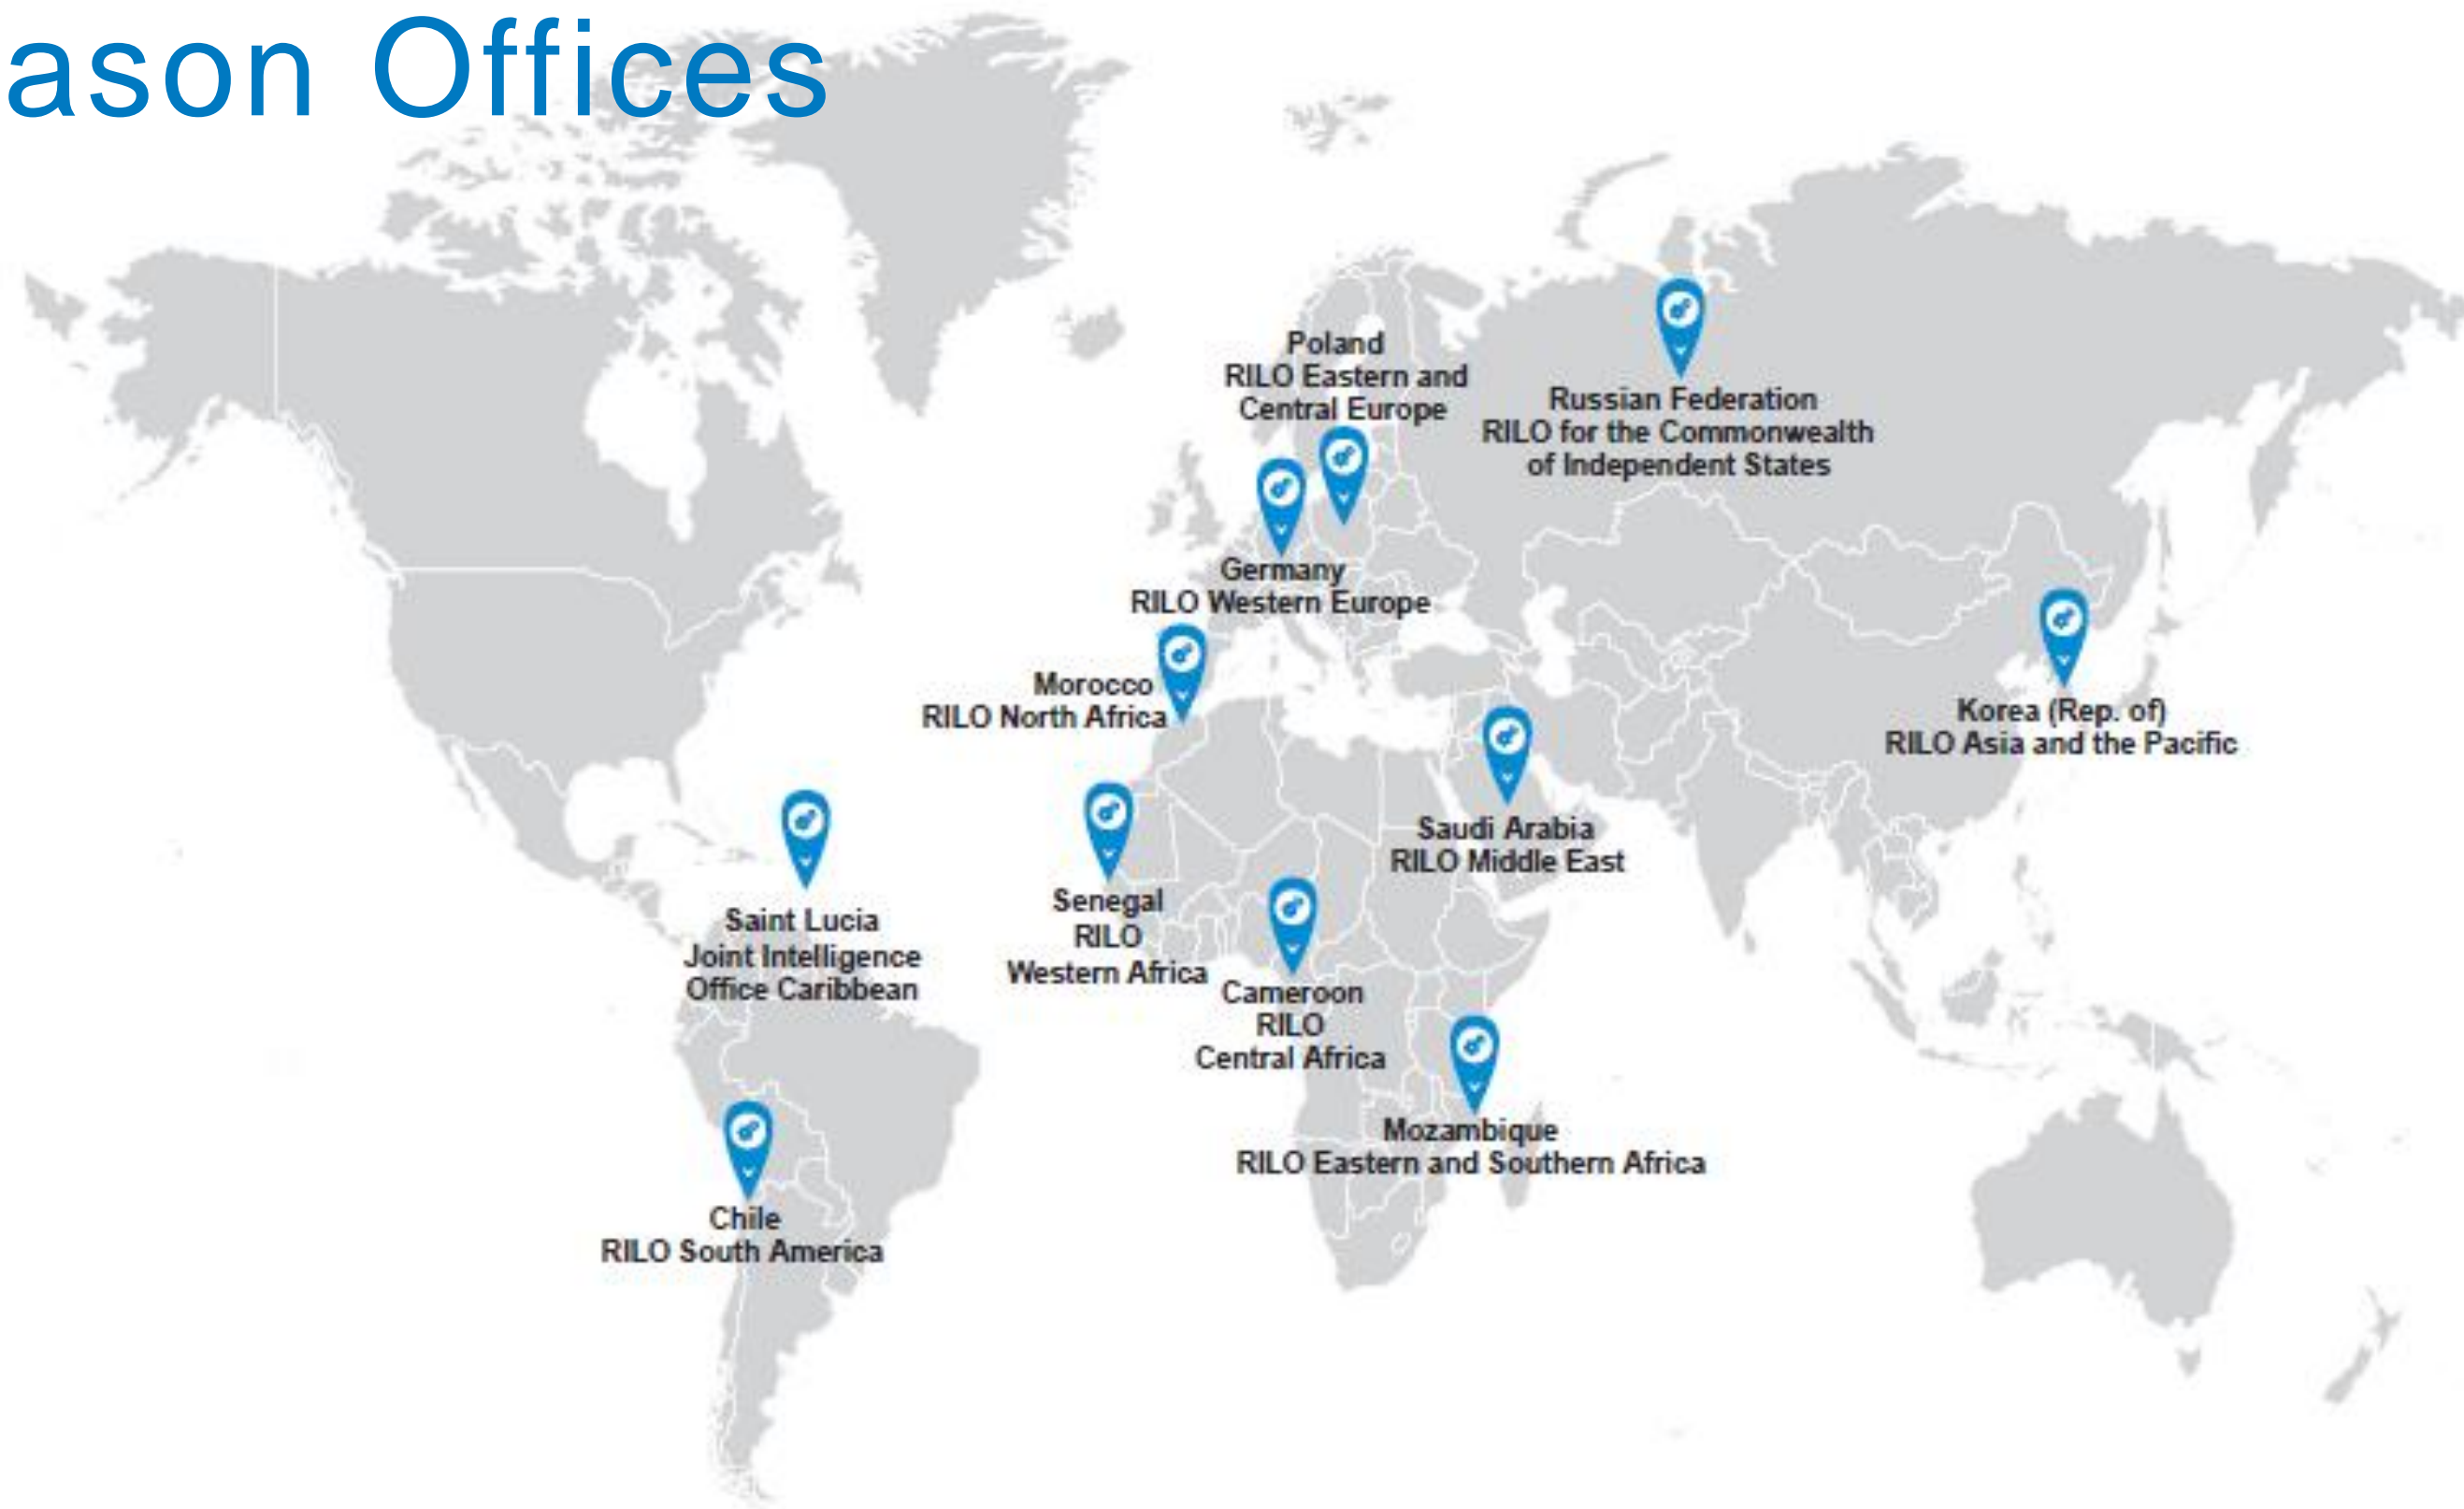 ason Offices
Poland
RILO Eastern and
Central Europe
Russian Federation
RILO for the Commonwealth
of Independent States
Germany
RILO Western Europe
Morocco
RILO North Africa
Korea (Rep. of)
RILO Asia and the Pacific
Saudi Arabia
RILO Middle East
Senegal
RILO
Western Africa
Saint Lucia
Joint Intelligence
Office Caribbean
Cameroon
RILO
Central Africa
Mozambique
RILO Eastern and Southern Africa
Chile
RILO South America